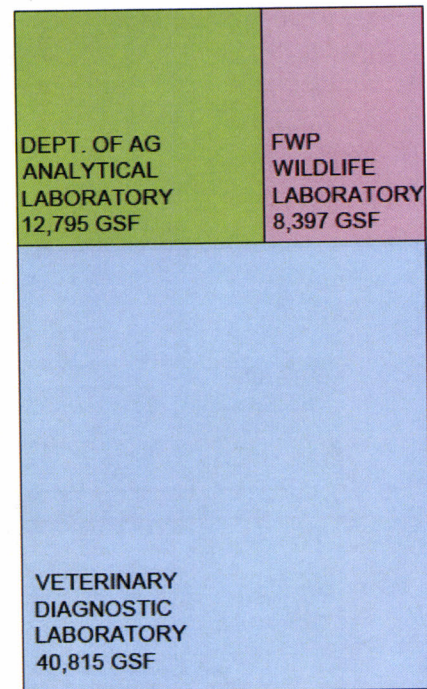 DEPT. OF AG
ANALYTICAL
LABORATORY
12,795 GSF
FWP
WILDLIFE
LABORATORY
8,397 GSF
VETERINARY
DIAGNOSTIC
LABORATORY
40,815 GSF